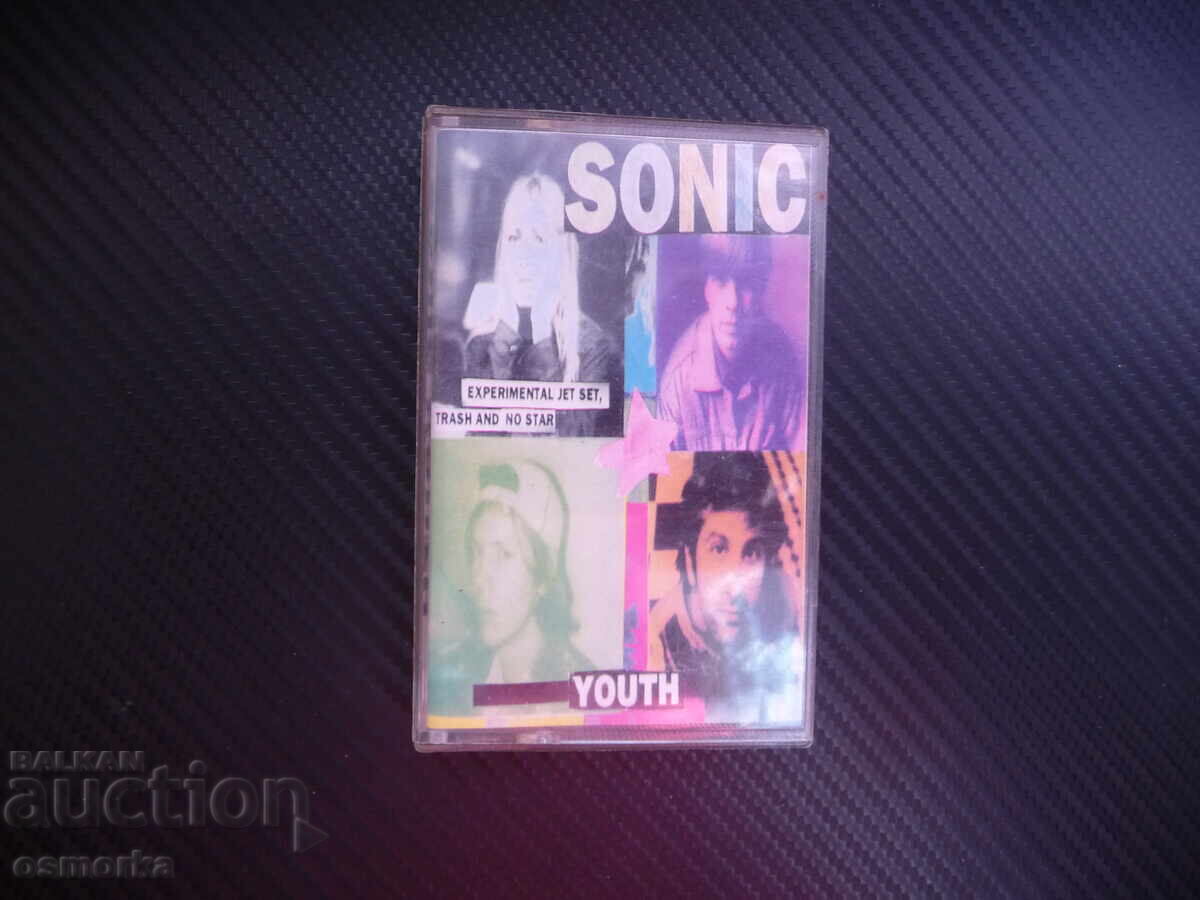 SONIC
EXPERIMENTAL JET SET,
TRASH AND NO STAR
YOUTH
BALKAN
auction
osmorka